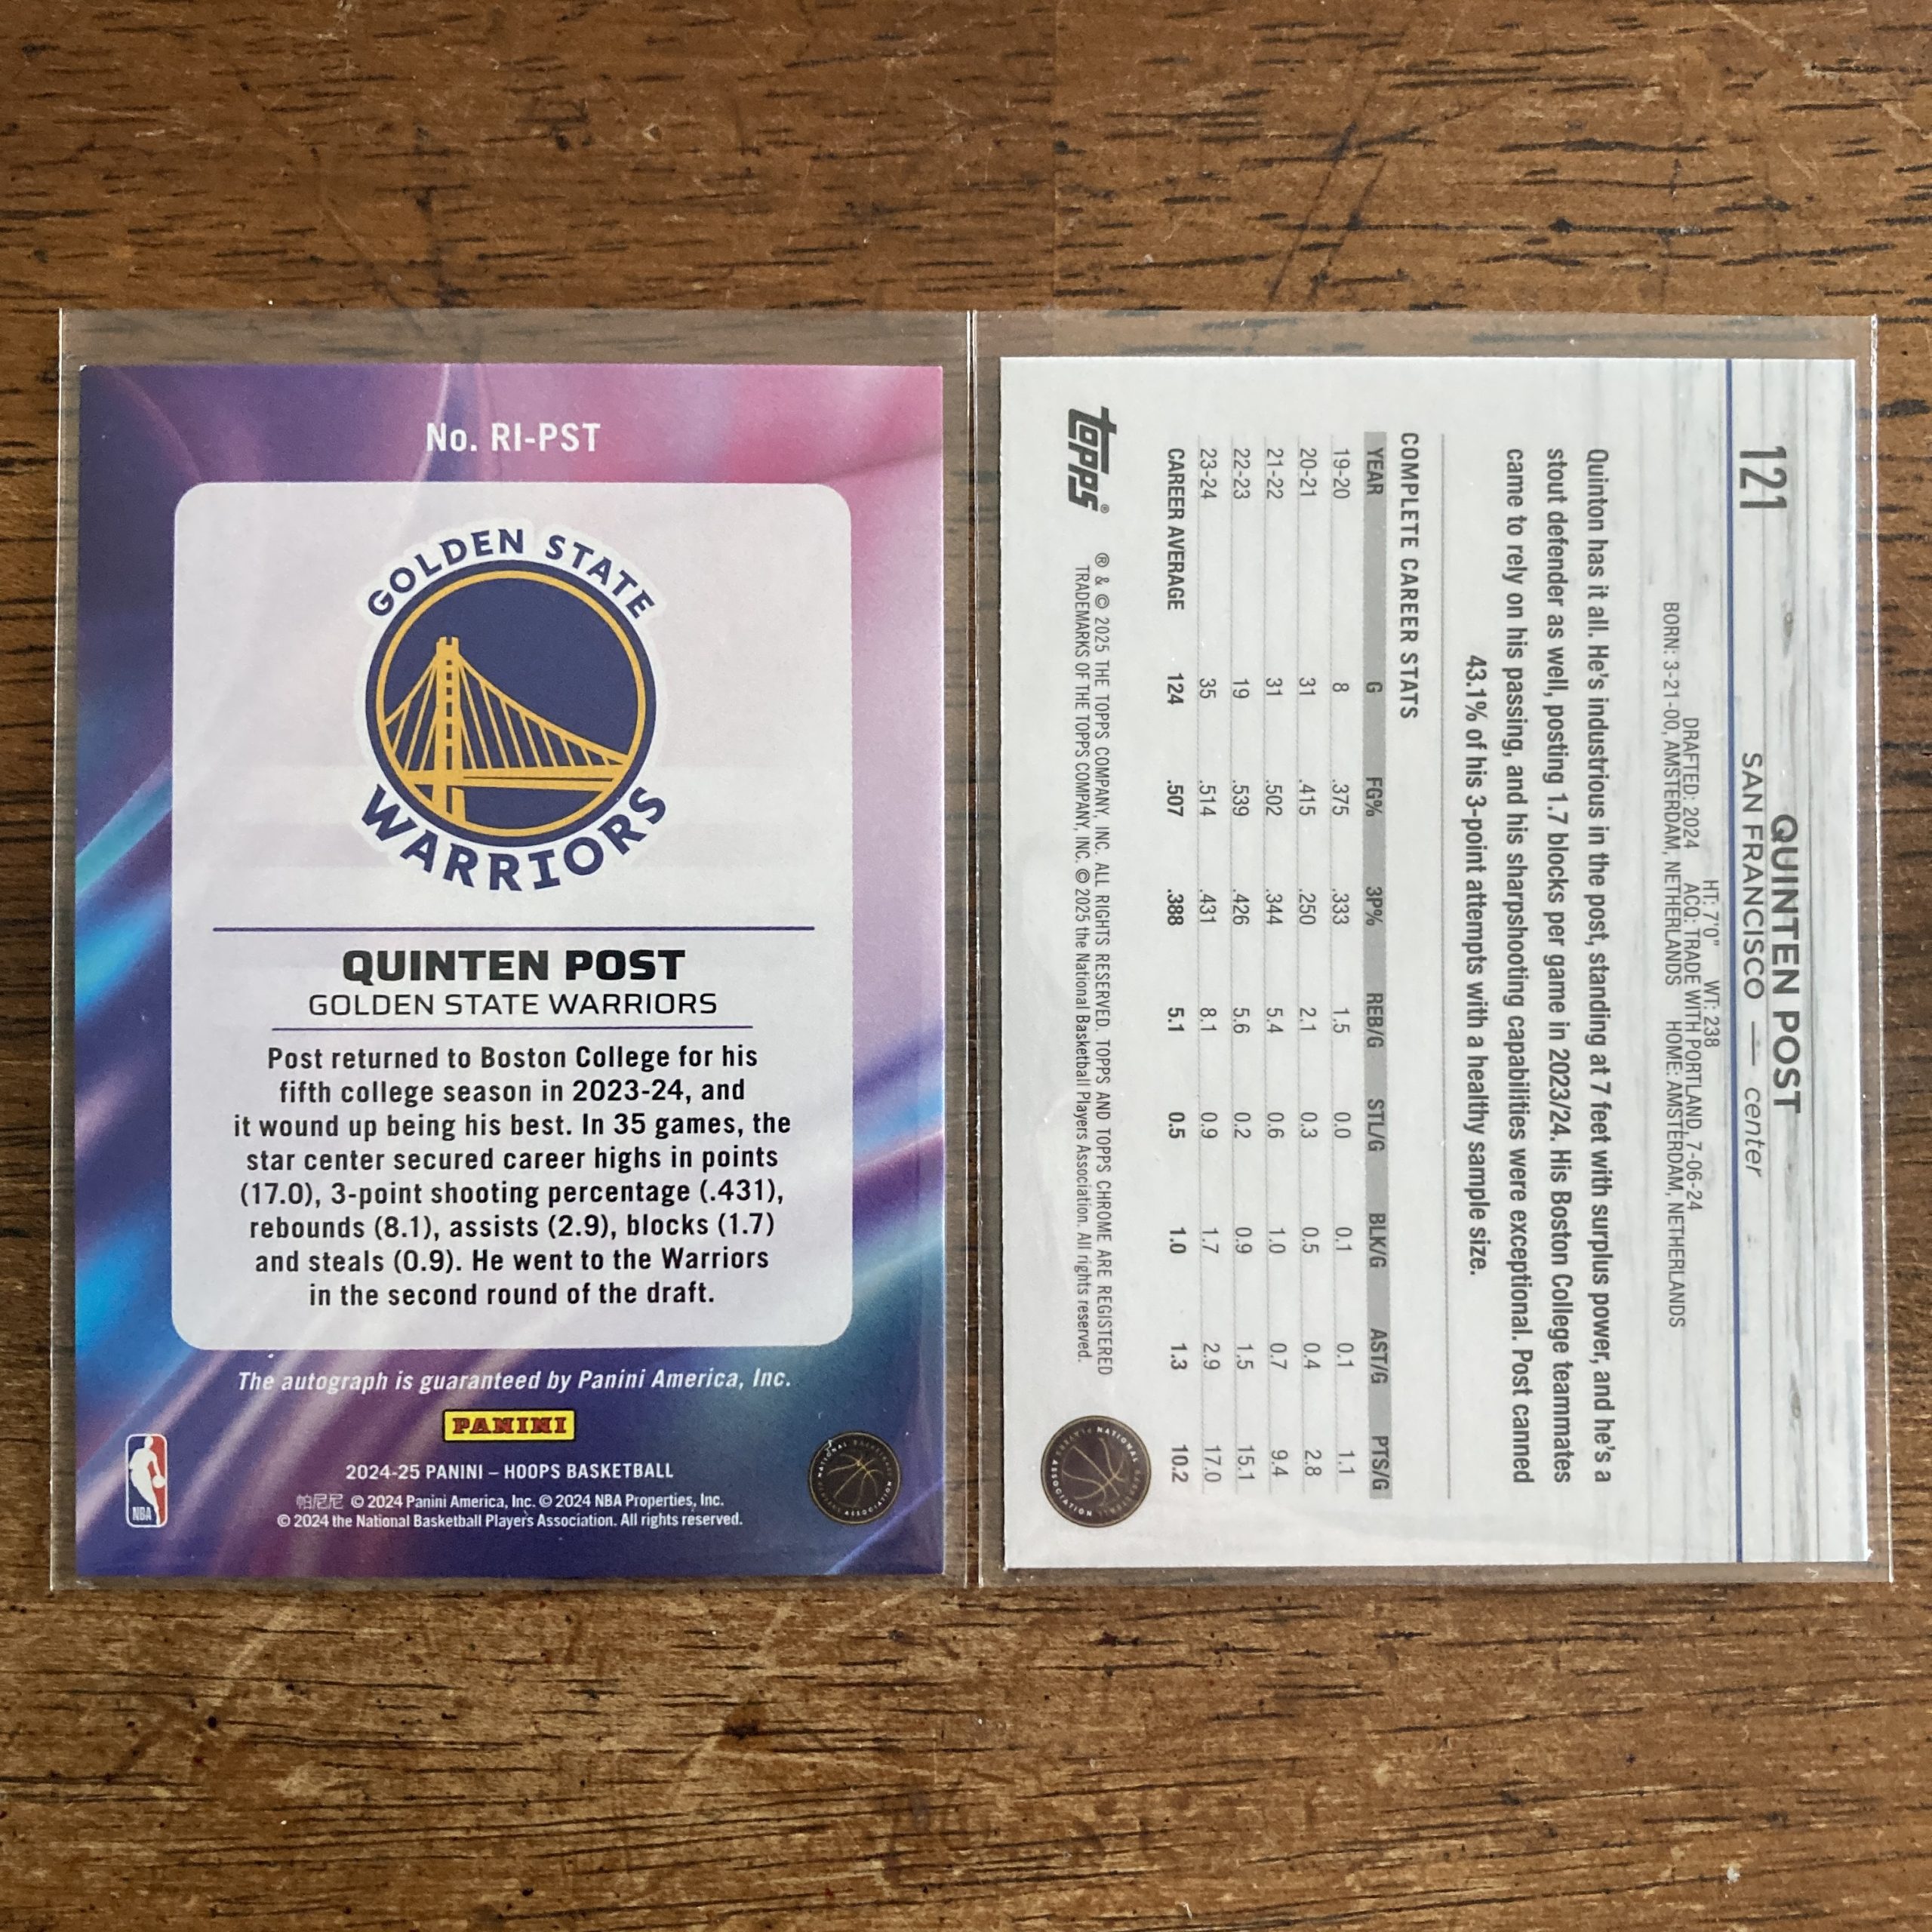 No. RI-PST
GOLDEN STATE
WARRIORS
QUINTEN POST
GOLDEN STATE WARRIORS
Post returned to Boston College for his
fifth college season in 2023-24, and
it wound up being his best. In 35 games, the
star center secured career highs in points
(17.0), 3-point shooting percentage (.431),
rebounds (8.1), assists (2.9), blocks (1.7)
and steals (0.9). He went to the Warriors
in the second round of the draft.
The autograph is guaranteed by Panini America, Inc.
PANINI
2024-25 PANINI – HOOPS BASKETBALL
帕尼尼 © 2024 Panini America, Inc. © 2024 NBA Properties, Inc.
© 2024 the National Basketball Players Association. All rights reserved.
NBA
NATIONAL BASKETBALL PLAYERS ASSOCIATION
121
QUINTEN POST
SAN FRANCISCO — center
HT: 7'0" WT: 238
DRAFTED: 2024 ACQ: TRADE WITH PORTLAND, 7-06-24
BORN: 3-21-00, AMSTERDAM, NETHERLANDS HOME: AMSTERDAM, NETHERLANDS
Quinton has it all. He's industrious in the post, standing at 7 feet with surplus power, and he's a
stout defender as well, posting 1.7 blocks per game in 2023/24. His Boston College teammates
came to rely on his passing, and his sharpshooting capabilities were exceptional. Post canned
43.1% of his 3-point attempts with a healthy sample size.
COMPLETE CAREER STATS
YEAR G FG% 3P% REB/G STL/G BLK/G AST/G PTS/G
19-20 8 .375 .333 1.5 0.0 0.1 0.1 1.1
20-21 31 .415 .250 2.1 0.3 0.5 0.4 2.8
21-22 31 .502 .344 5.4 0.6 1.0 0.7 9.4
22-23 19 .539 .426 5.6 0.2 0.9 1.5 15.1
23-24 35 .514 .431 8.1 0.9 1.7 2.9 17.0
CAREER AVERAGE 124 .507 .388 5.1 0.5 1.0 1.3 10.2
topps®
® & © 2025 THE TOPPS COMPANY, INC. ALL RIGHTS RESERVED. TOPPS AND TOPPS CHROME ARE REGISTERED
TRADEMARKS OF THE TOPPS COMPANY, INC. © 2025 the National Basketball Players Association. All rights reserved.
NATIONAL BASKETBALL PLAYERS ASSOCIATION